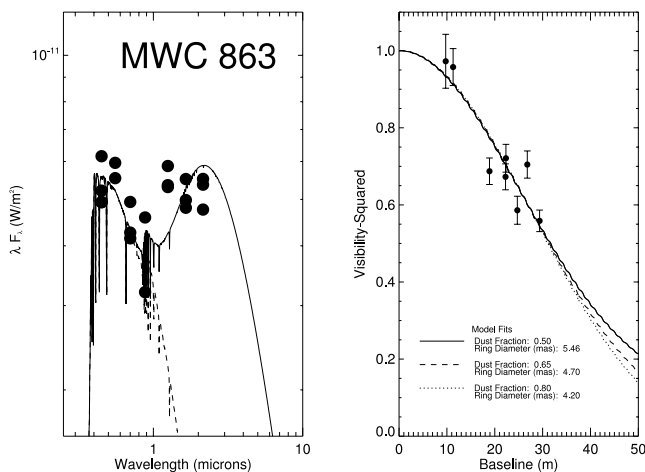 MWC 863
10⁻¹¹
λ Fλ (W/m²)
1
10
Wavelength (microns)
1.0
0.8
0.6
0.4
0.2
0.0
Visibility-Squared
Model Fits
Dust Fraction: 0.50
Ring Diameter (mas): 5.46
Dust Fraction: 0.65
Ring Diameter (mas): 4.70
Dust Fraction: 0.80
Ring Diameter (mas): 4.20
0 10 20 30 40 50
Baseline (m)